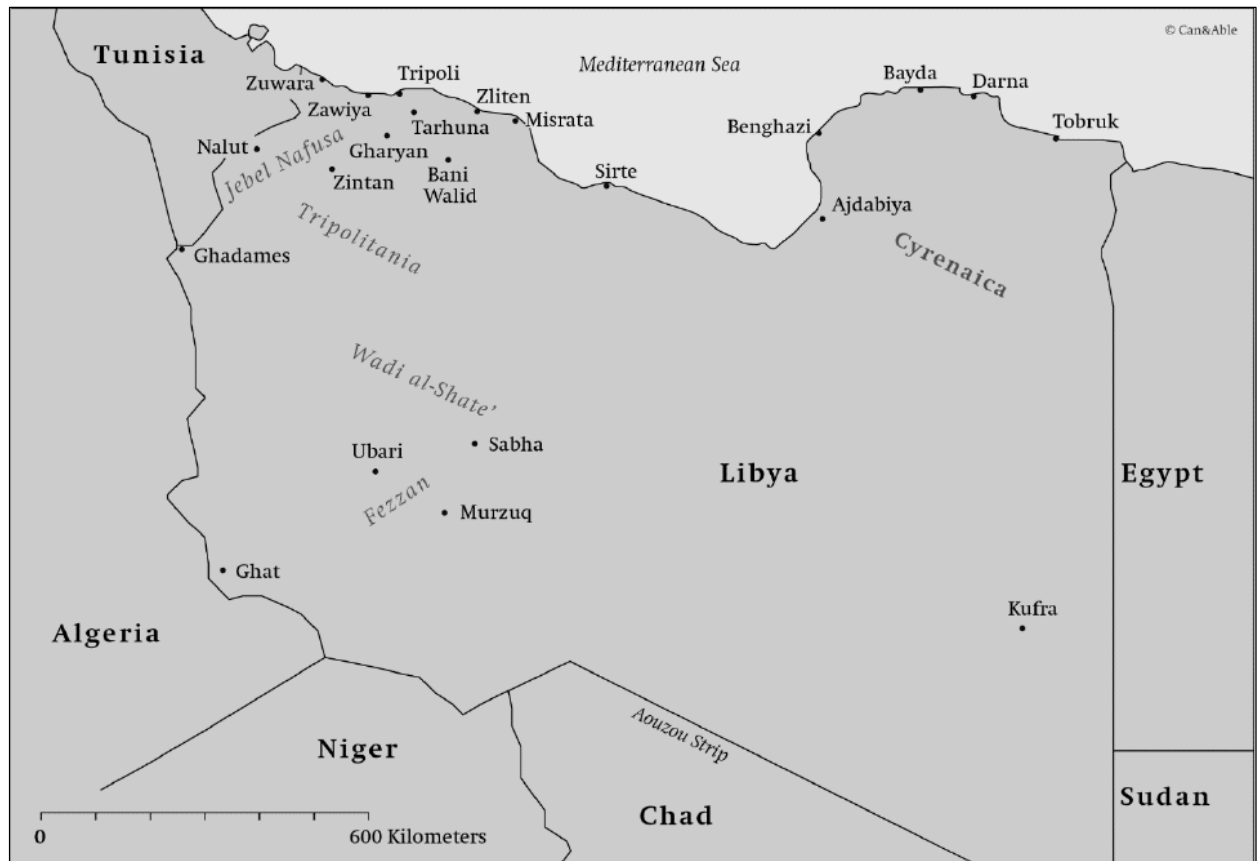 © Can&Able
Tunisia
Mediterranean Sea
Zuwara
Tripoli
Bayda
Darna
Zawiya
Zliten
Tarhuna
Misrata
Benghazi
Tobruk
Nalut
Jebel Nafusa
Gharyan
Zintan
Bani
Walid
Sirte
Ajdabiya
Tripolitania
Ghadames
Cyrenaica
Wadi al-Shate’
Ubari
Sabha
Libya
Egypt
Fezzan
Murzuq
Ghat
Kufra
Algeria
Aouzou Strip
Niger
Chad
Sudan
0
600 Kilometers